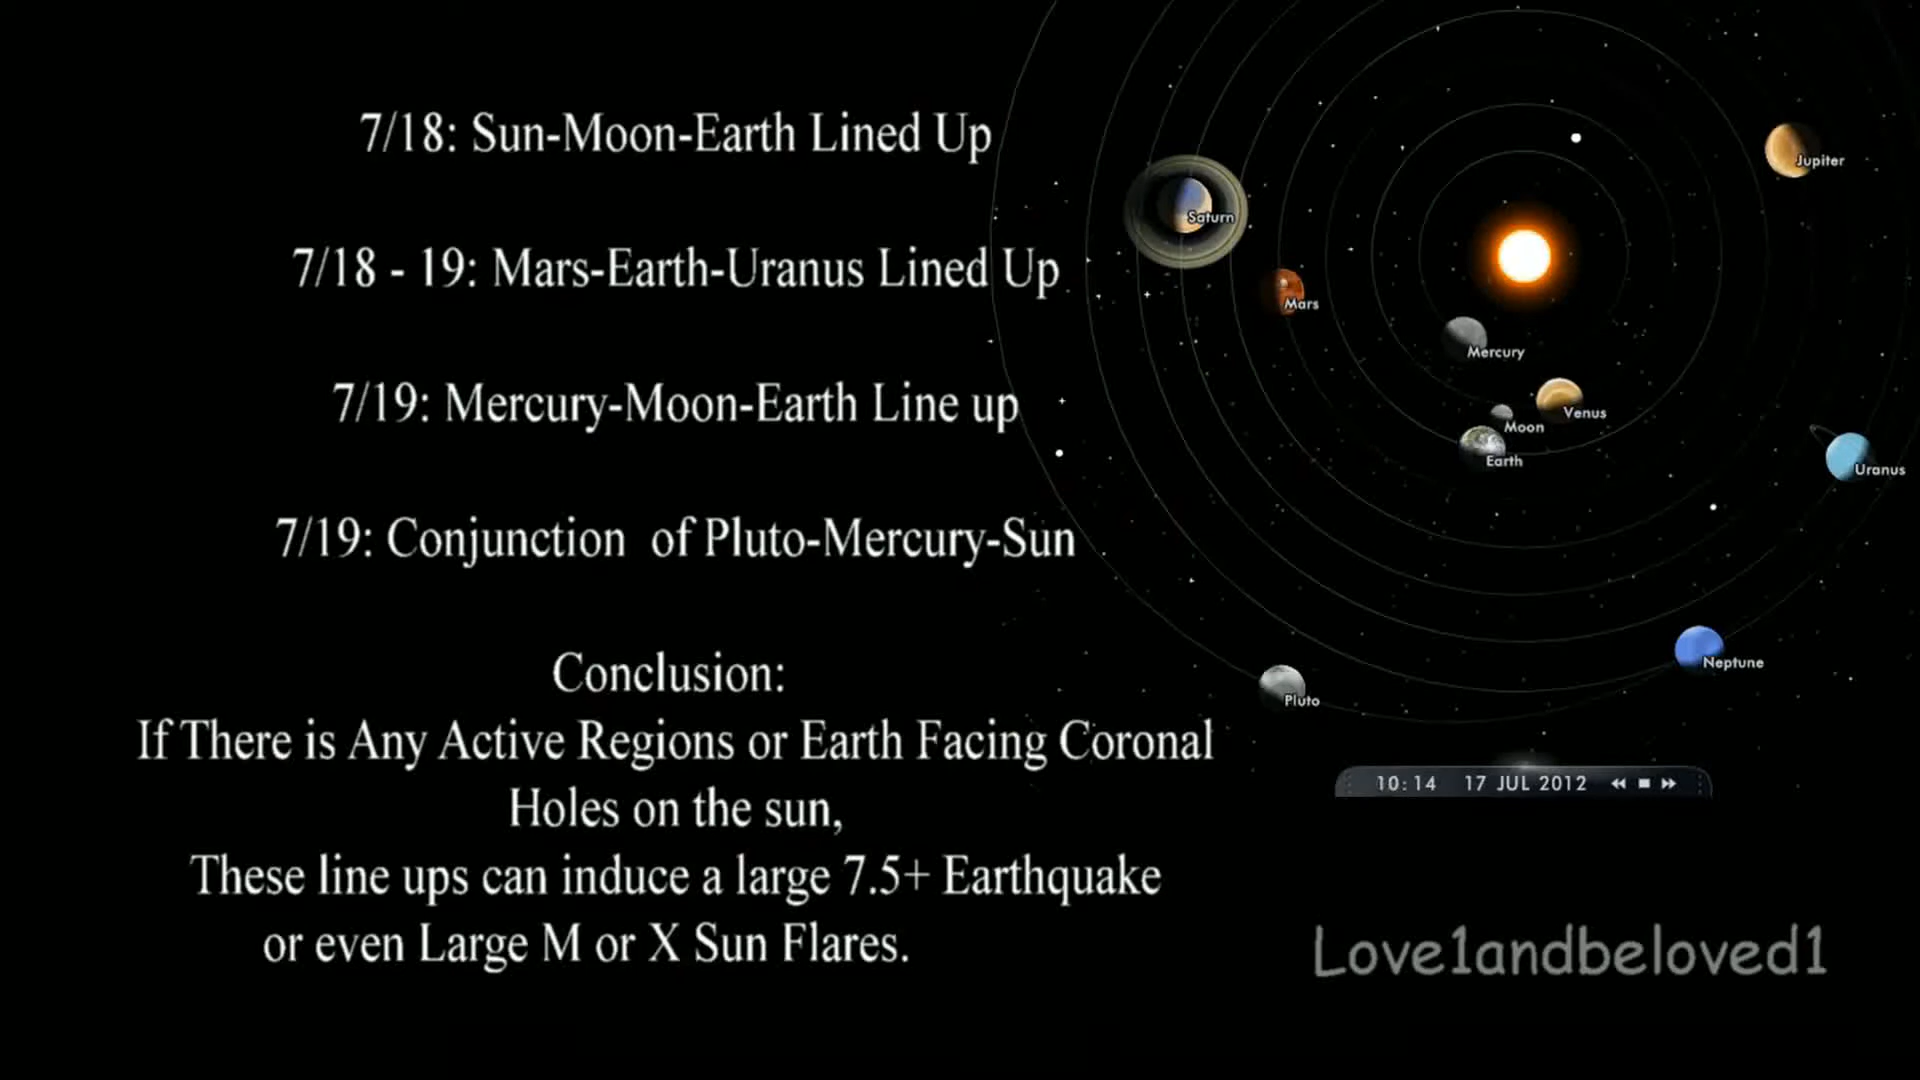 7/18: Sun-Moon-Earth Lined Up
7/18 - 19: Mars-Earth-Uranus Lined Up
7/19: Mercury-Moon-Earth Line up
7/19: Conjunction of Pluto-Mercury-Sun
Conclusion:
If There is Any Active Regions or Earth Facing Coronal
Holes on the sun,
These line ups can induce a large 7.5+ Earthquake
or even Large M or X Sun Flares.
Jupiter
Saturn
Mars
Mercury
Venus
Moon
Earth
Uranus
Neptune
Pluto
10:14 17 JUL 2012
Love1andbeloved1